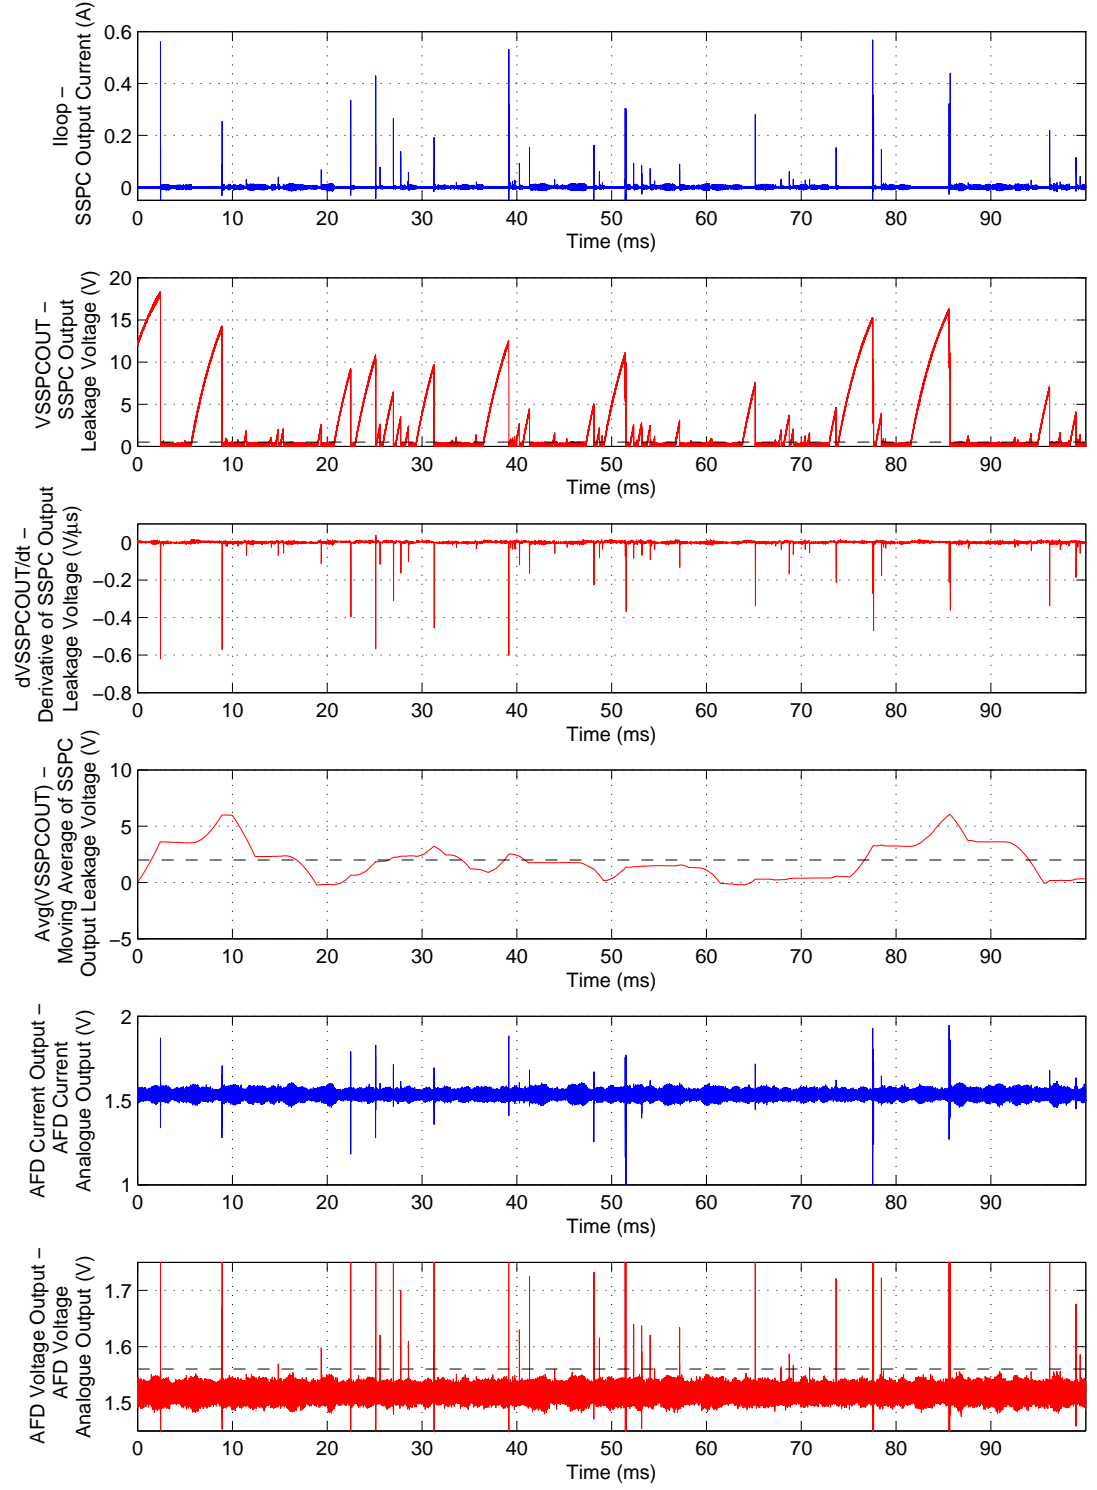 Iloop –
SSPC Output Current (A)
0.6
0.4
0.2
0
0 10 20 30 40 50 60 70 80 90
Time (ms)
VSSPCOUT –
SSPC Output
Leakage Voltage (V)
20
15
10
5
0
0 10 20 30 40 50 60 70 80 90
Time (ms)
dVSSPCOUT/dt –
Derivative of SSPC Output
Leakage Voltage (V/µs)
0
−0.2
−0.4
−0.6
−0.8
0 10 20 30 40 50 60 70 80 90
Time (ms)
Avg(VSSPCOUT) –
Moving Average of SSPC
Output Leakage Voltage (V)
10
5
0
−5
0 10 20 30 40 50 60 70 80 90
Time (ms)
AFD Current Output –
AFD Current
Analogue Output (V)
2
1.5
1
0 10 20 30 40 50 60 70 80 90
Time (ms)
AFD Voltage Output –
AFD Voltage
Analogue Output (V)
1.7
1.6
1.5
0 10 20 30 40 50 60 70 80 90
Time (ms)